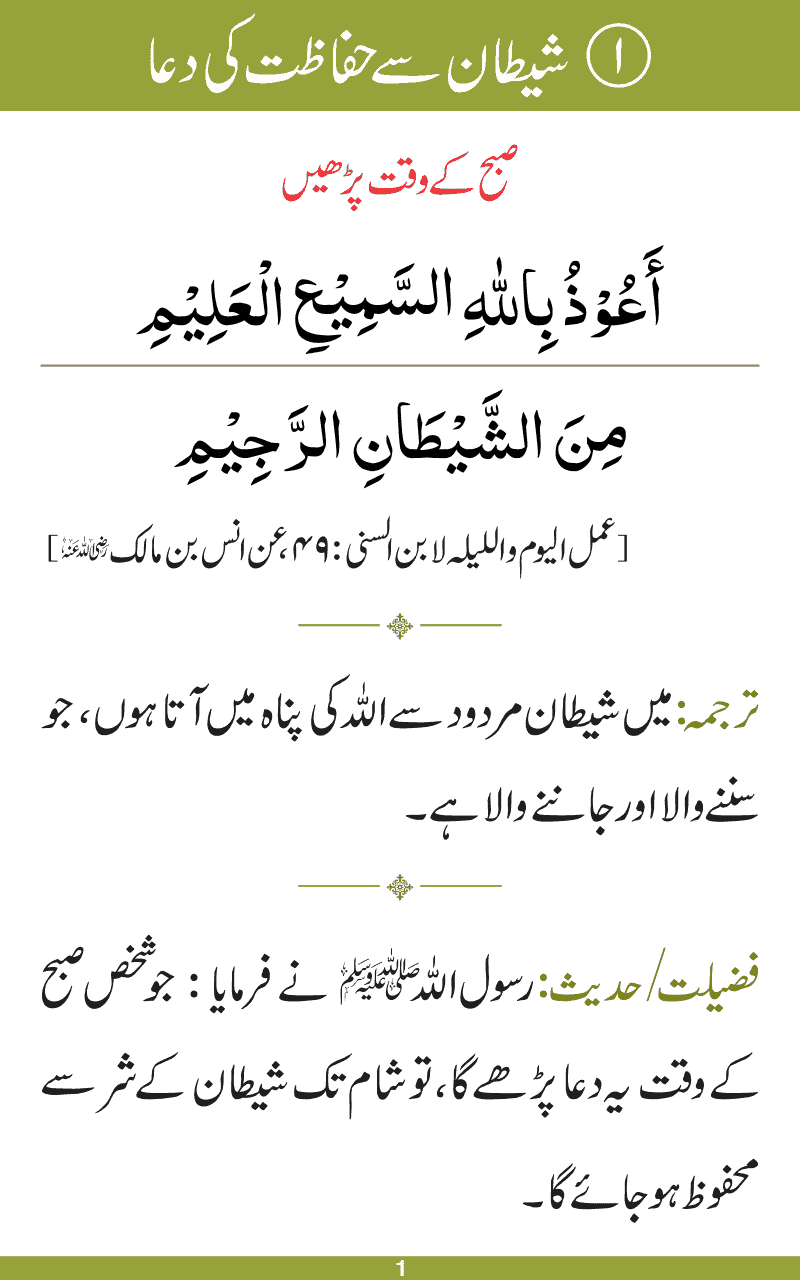 ۱ شیطان سے حفاظت کی دعا
صبح کے وقت پڑھیں
أَعُوْذُ بِاللهِ السَّمِيْعِ الْعَلِيْمِ
مِنَ الشَّيْطَانِ الرَّجِيْمِ
[عمل الیوم واللیلہ لابن السنی: ۴۹، عن انس بن مالک رضی اللہ عنہ]
ترجمہ: میں شیطان مردود سے اللہ کی پناہ میں آتا ہوں، جو
سننے والا اور جاننے والا ہے۔
فضیلت/حدیث: رسول اللہ ﷺ نے فرمایا: جو شخص صبح
کے وقت یہ دعا پڑھے گا، تو شام تک شیطان کے شر سے
محفوظ ہو جائے گا۔
1